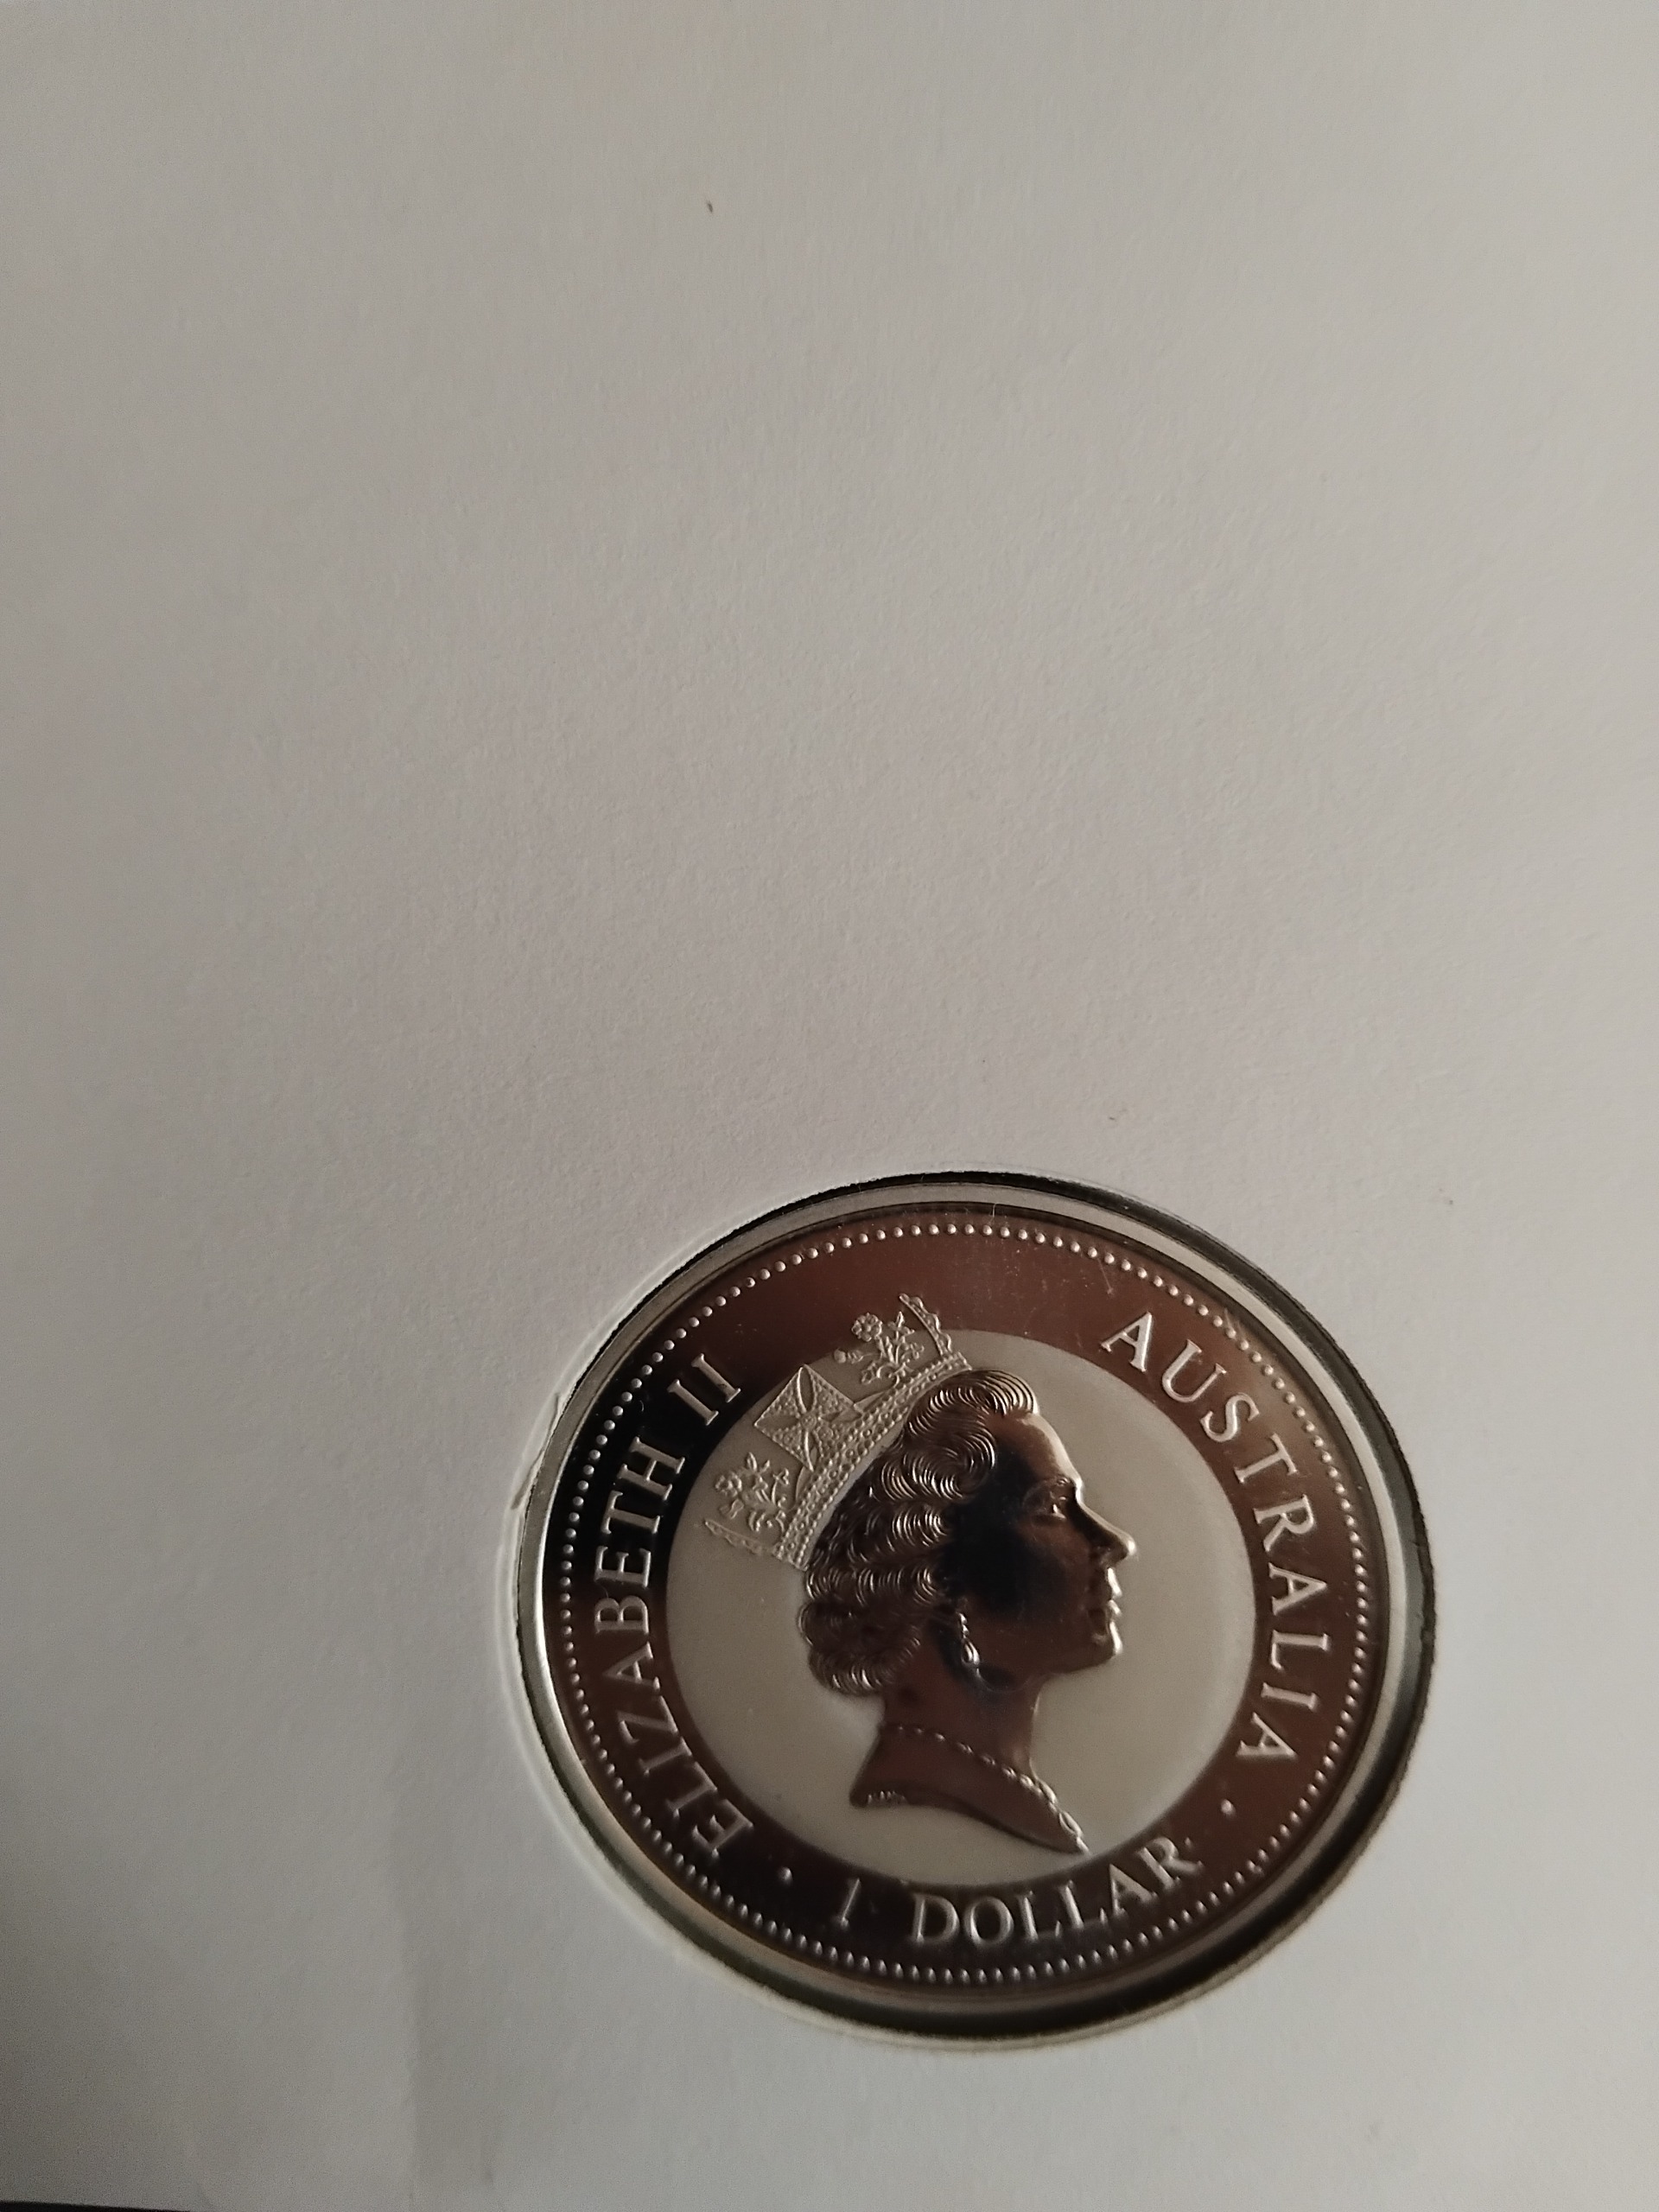 ELIZABETH II
AUSTRALIA
• 1 DOLLAR •